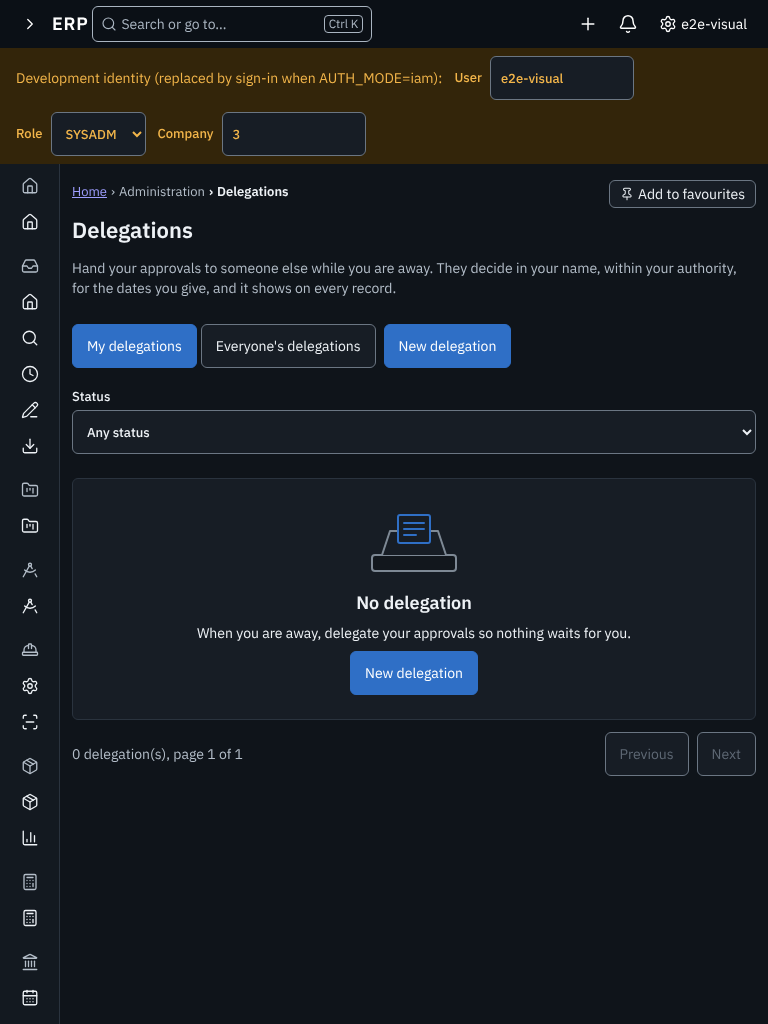 ERP
Search or go to...
Ctrl K
e2e-visual
Development identity (replaced by sign-in when AUTH_MODE=iam):
User
e2e-visual
Role
SYSADM
Company
3
Home › Administration › Delegations
Add to favourites
Delegations
Hand your approvals to someone else while you are away. They decide in your name, within your authority,
for the dates you give, and it shows on every record.
My delegations
Everyone's delegations
New delegation
Status
Any status
No delegation
When you are away, delegate your approvals so nothing waits for you.
New delegation
0 delegation(s), page 1 of 1
Previous
Next